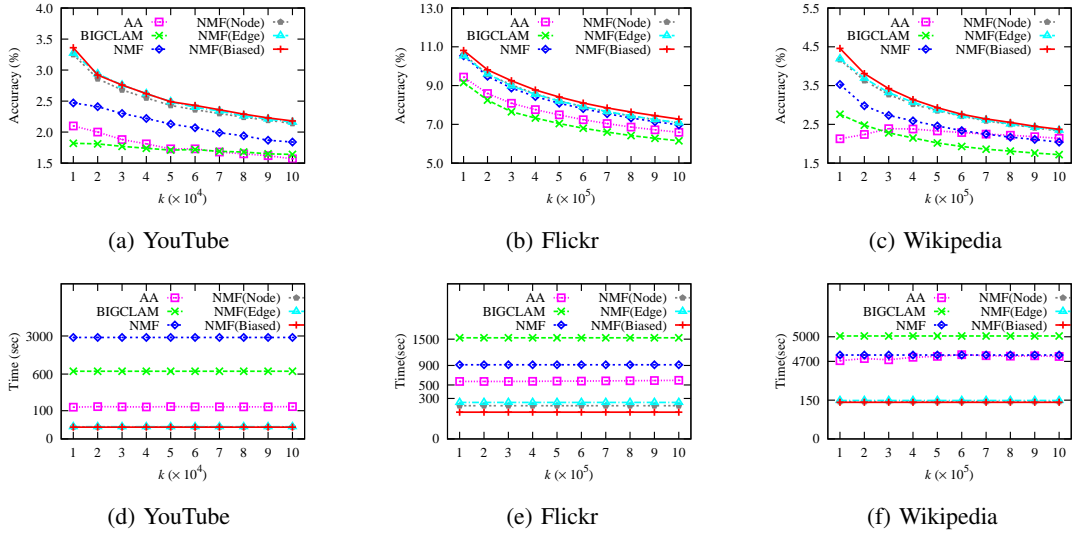 4.0
3.5
3.0
2.5
2.0
1.5
Accuracy (%)
AA
BIGCLAM
NMF
NMF(Node)
NMF(Edge)
NMF(Biased)
1 2 3 4 5 6 7 8 9 10
k (× 10^4)
(a) YouTube
13.0
11.0
9.0
7.0
5.0
Accuracy (%)
AA
BIGCLAM
NMF
NMF(Node)
NMF(Edge)
NMF(Biased)
1 2 3 4 5 6 7 8 9 10
k (× 10^5)
(b) Flickr
5.5
4.5
3.5
2.5
1.5
Accuracy (%)
AA
BIGCLAM
NMF
NMF(Node)
NMF(Edge)
NMF(Biased)
1 2 3 4 5 6 7 8 9 10
k (× 10^5)
(c) Wikipedia
3000
600
100
0
Time (sec)
AA
BIGCLAM
NMF
NMF(Node)
NMF(Edge)
NMF(Biased)
1 2 3 4 5 6 7 8 9 10
k (× 10^4)
(d) YouTube
1500
900
500
300
0
Time(sec)
AA
BIGCLAM
NMF
NMF(Node)
NMF(Edge)
NMF(Biased)
1 2 3 4 5 6 7 8 9 10
k (× 10^5)
(e) Flickr
5000
4700
150
0
Time(sec)
AA
BIGCLAM
NMF
NMF(Node)
NMF(Edge)
NMF(Biased)
1 2 3 4 5 6 7 8 9 10
k (× 10^5)
(f) Wikipedia